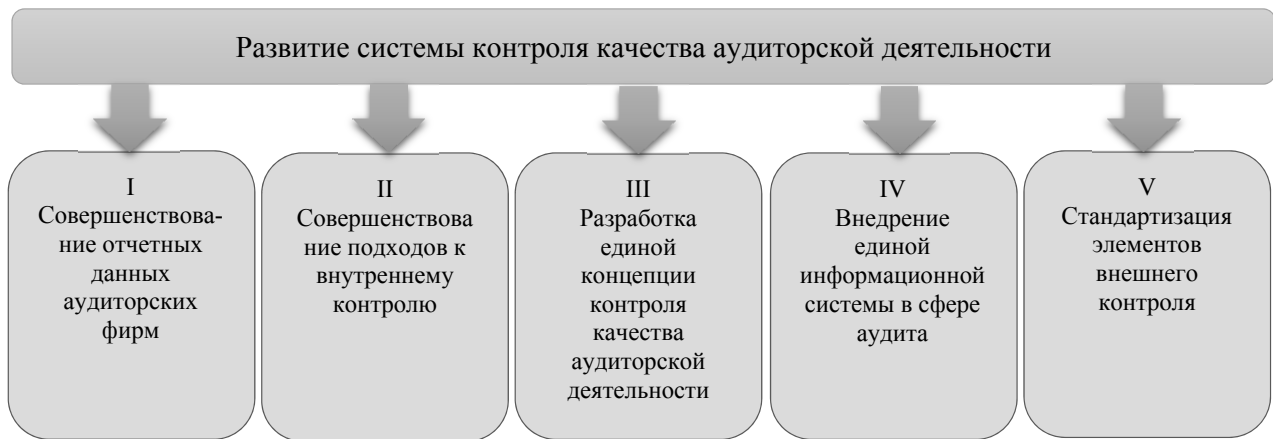 Развитие системы контроля качества аудиторской деятельности
I
Совершенствова-
ние отчетных
данных
аудиторских
фирм
II
Совершенствова
ние подходов к
внутреннему
контролю
III
Разработка
единой
концепции
контроля
качества
аудиторской
деятельности
IV
Внедрение
единой
информационной
системы в сфере
аудита
V
Стандартизация
элементов
внешнего
контроля